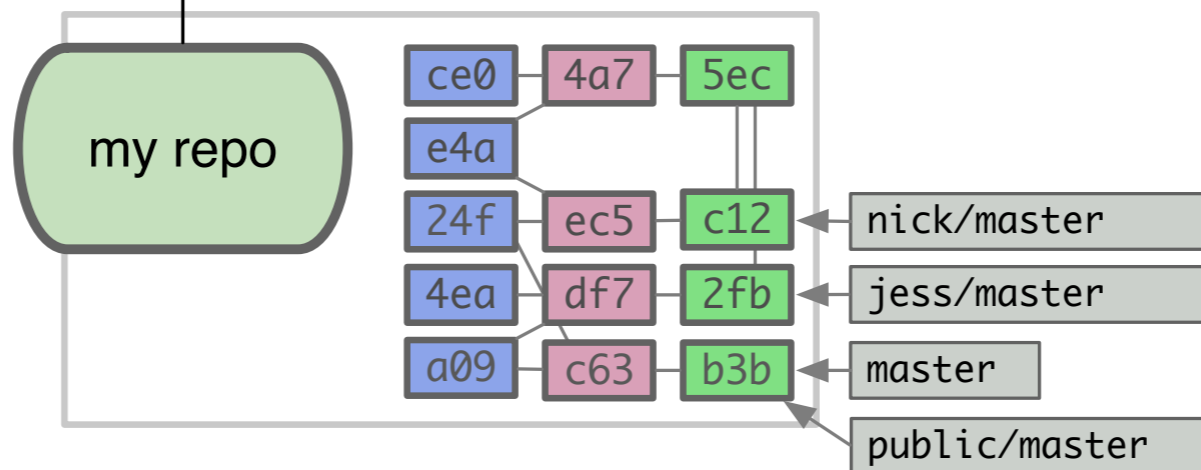 my repo
ce0 4a7 5ec
e4a
24f ec5 c12 nick/master
4ea df7 2fb jess/master
a09 c63 b3b master
public/master